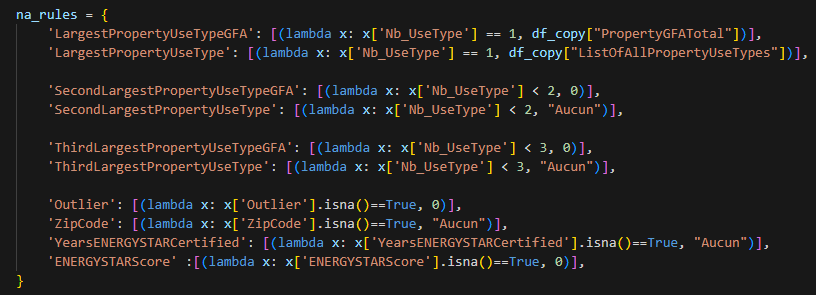 na_rules = {
    'LargestPropertyUseTypeGFA': [(lambda x: x['Nb_UseType'] == 1, df_copy["PropertyGFATotal"])],
    'LargestPropertyUseType': [(lambda x: x['Nb_UseType'] == 1, df_copy["ListOfAllPropertyUseTypes"])],

    'SecondLargestPropertyUseTypeGFA': [(lambda x: x['Nb_UseType'] < 2, 0)],
    'SecondLargestPropertyUseType': [(lambda x: x['Nb_UseType'] < 2, "Aucun")],

    'ThirdLargestPropertyUseTypeGFA': [(lambda x: x['Nb_UseType'] < 3, 0)],
    'ThirdLargestPropertyUseType': [(lambda x: x['Nb_UseType'] < 3, "Aucun")],

    'Outlier': [(lambda x: x['Outlier'].isna()==True, 0)],
    'ZipCode': [(lambda x: x['ZipCode'].isna()==True, "Aucun")],
    'YearsENERGYSTARCertified': [(lambda x: x['YearsENERGYSTARCertified'].isna()==True, "Aucun")],
    'ENERGYSTARScore' :[(lambda x: x['ENERGYSTARScore'].isna()==True, 0)],
}